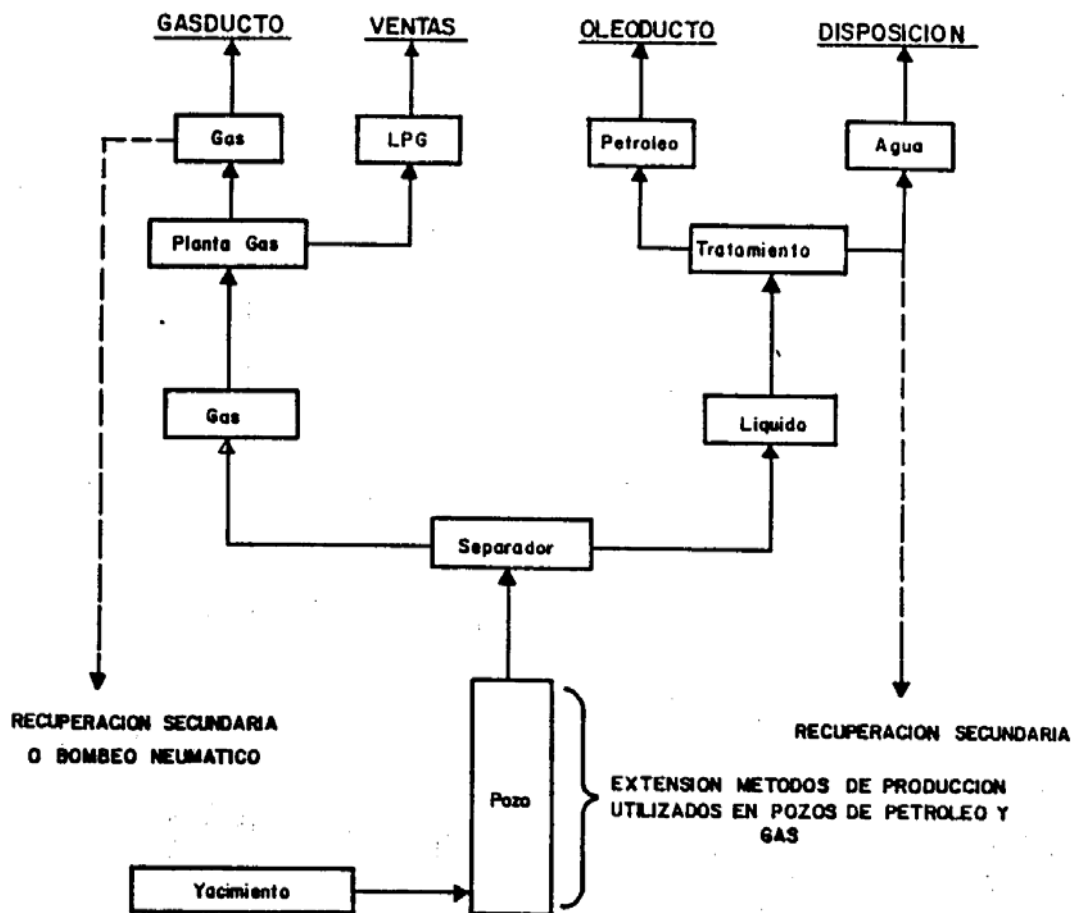 GASDUCTO
VENTAS
OLEODUCTO
DISPOSICION
Gas
LPG
Petroleo
Agua
Planta Gas
Tratamiento
Gas
Liquido
Separador
RECUPERACION SECUNDARIA
O BOMBEO NEUMATICO
RECUPERACION SECUNDARIA
Pozo
EXTENSION METODOS DE PRODUCCION
UTILIZADOS EN POZOS DE PETROLEO Y
GAS
Yacimiento